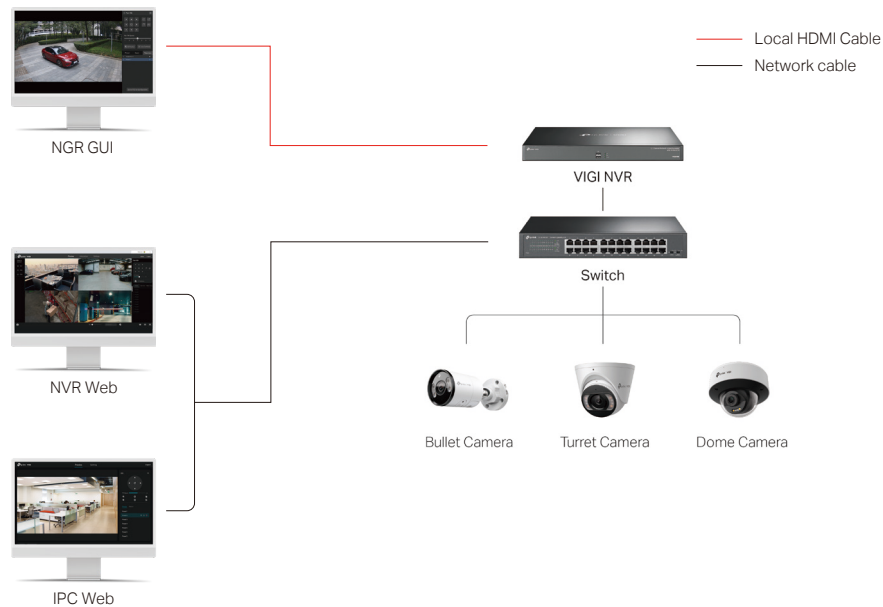 Local HDMI Cable
Network cable
NGR GUI
VIGI NVR
Switch
NVR Web
Bullet Camera
Turret Camera
Dome Camera
IPC Web